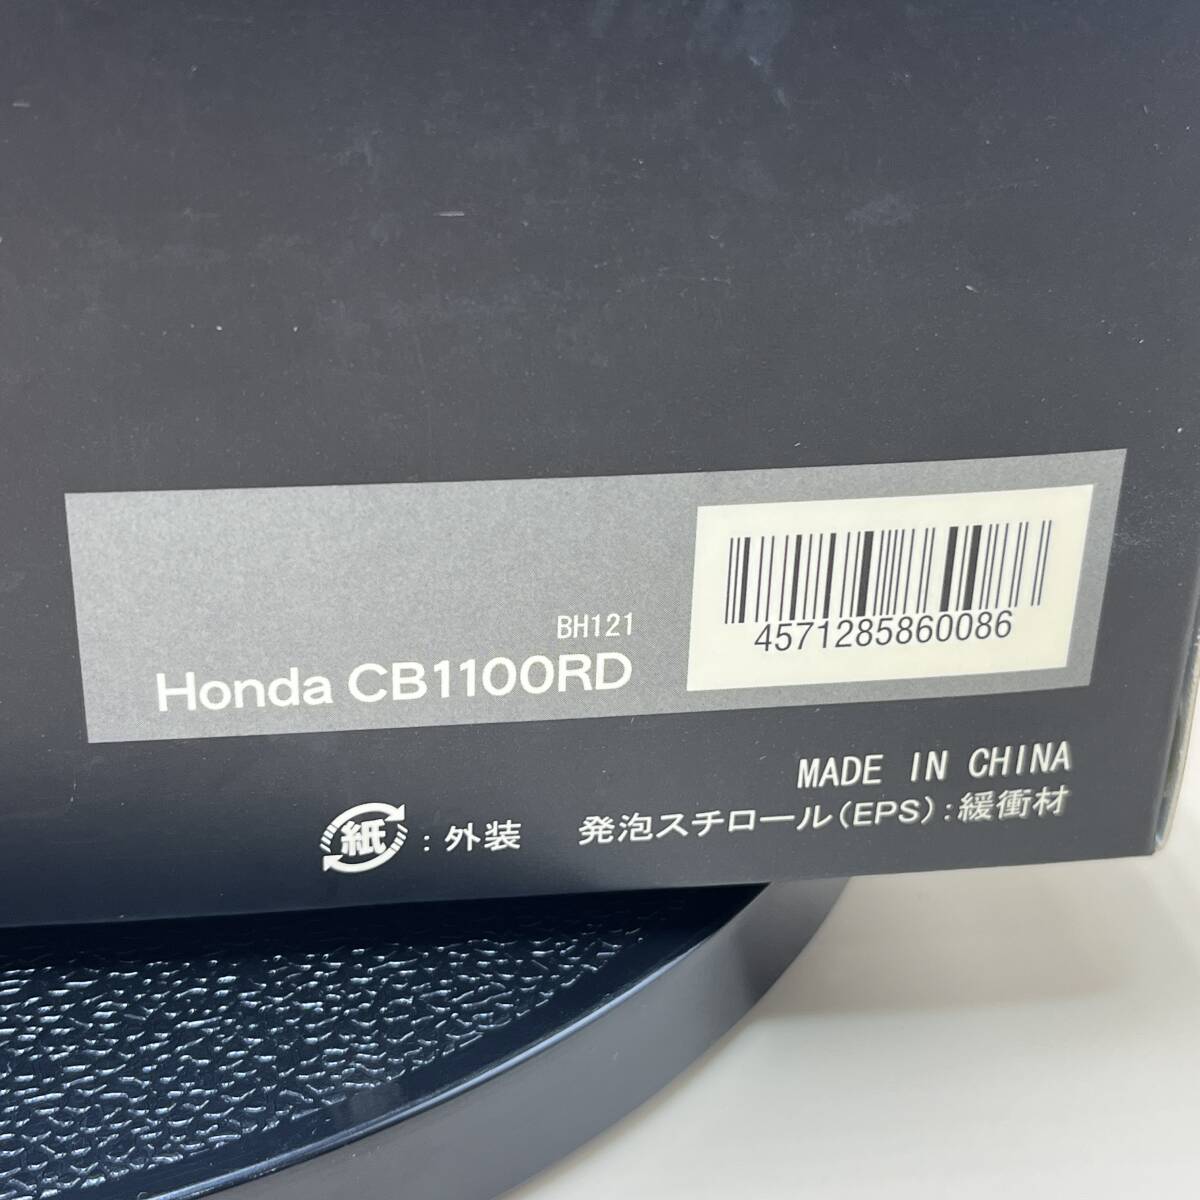 BH121
Honda CB1100RD
4571285860086
MADE IN CHINA
紙:外装 発泡スチロール(EPS):緩衝材